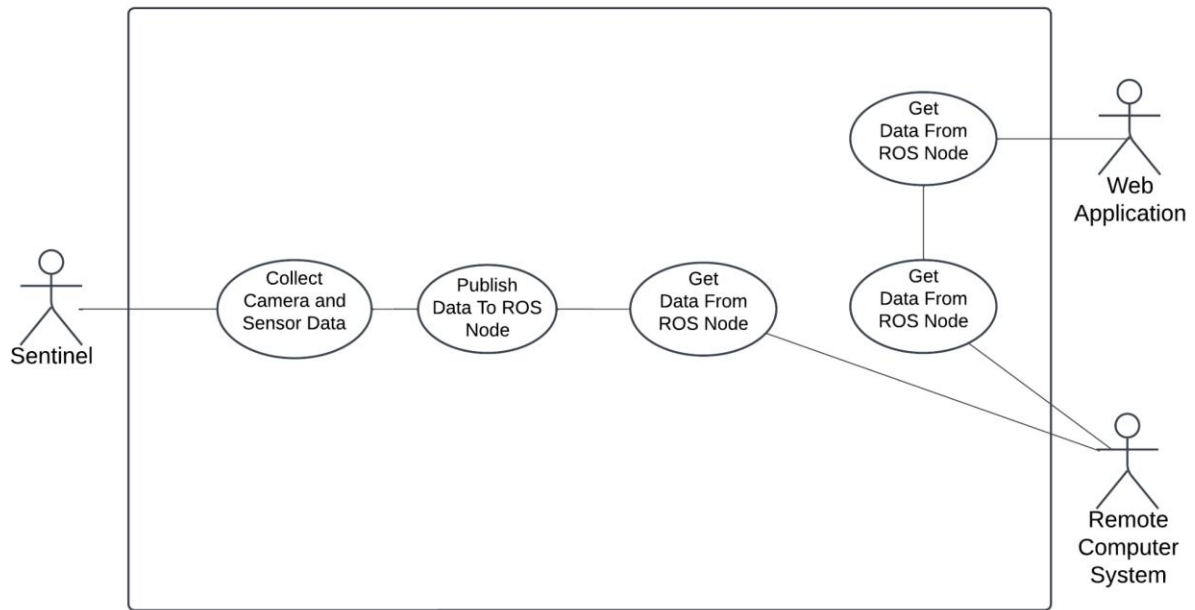 Get
Data From
ROS Node
Web
Application
Collect
Camera and
Sensor Data
Publish
Data To ROS
Node
Get
Data From
ROS Node
Get
Data From
ROS Node
Sentinel
Remote
Computer
System